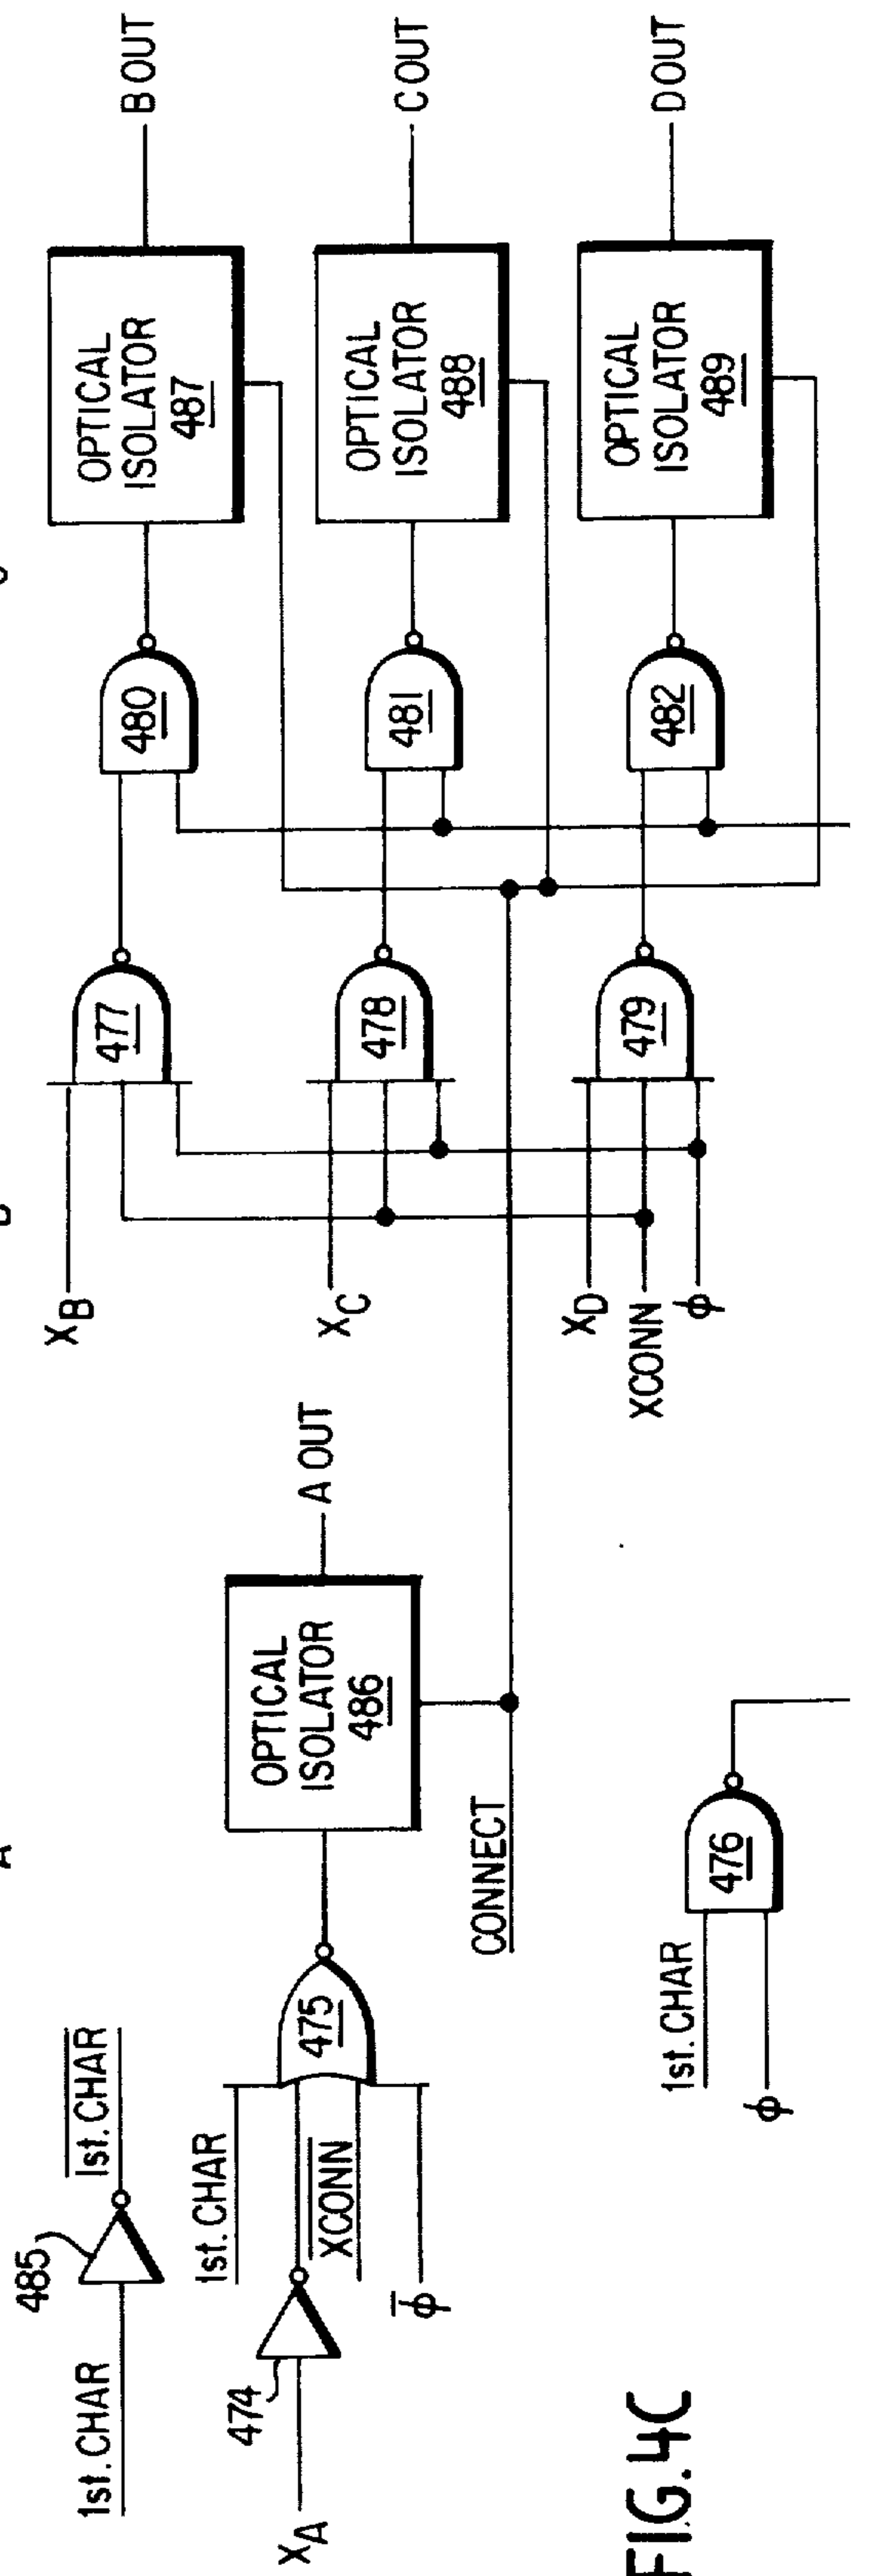 1st. CHAR
485
1st. CHAR
X_A
474
1st. CHAR
XCONN
ϕ
475
OPTICAL
ISOLATOR
486
A OUT
CONNECT
1st. CHAR
ϕ
476
X_B
477
480
OPTICAL
ISOLATOR
487
B OUT
X_C
478
481
OPTICAL
ISOLATOR
488
C OUT
X_D
XCONN
ϕ
479
482
OPTICAL
ISOLATOR
489
D OUT
FIG. 4C